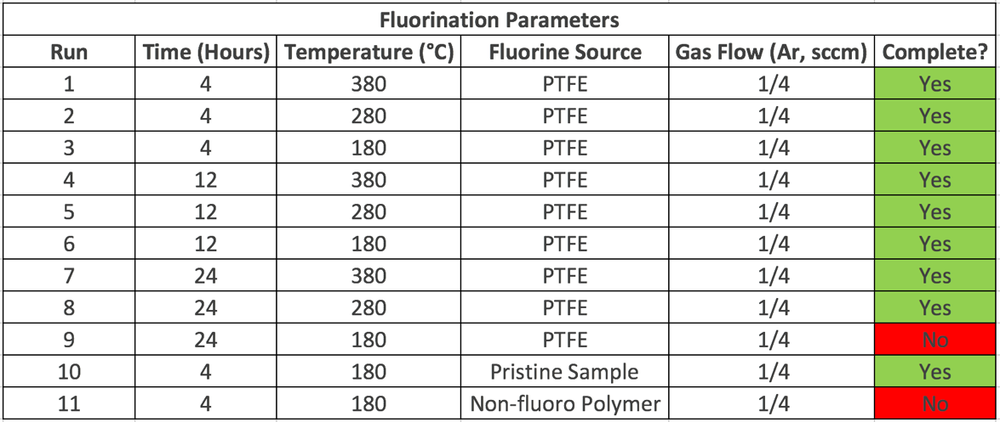 Fluorination Parameters
Run Time (Hours) Temperature (°C) Fluorine Source Gas Flow (Ar, sccm) Complete?
1 4 380 PTFE 1/4 Yes
2 4 280 PTFE 1/4 Yes
3 4 180 PTFE 1/4 Yes
4 12 380 PTFE 1/4 Yes
5 12 280 PTFE 1/4 Yes
6 12 180 PTFE 1/4 Yes
7 24 380 PTFE 1/4 Yes
8 24 280 PTFE 1/4 Yes
9 24 180 PTFE 1/4 No
10 4 180 Pristine Sample 1/4 Yes
11 4 180 Non-fluoro Polymer 1/4 No